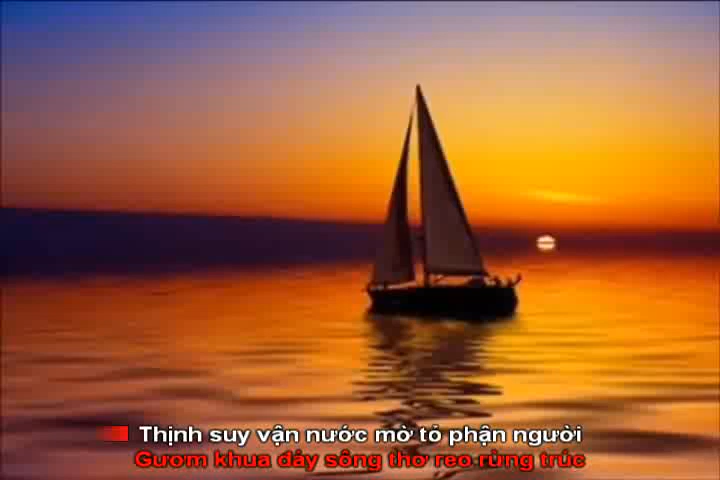 Thịnh suy vận nước mờ tỏ phận người
Gươm khua đáy sông thơ reo rừng trúc